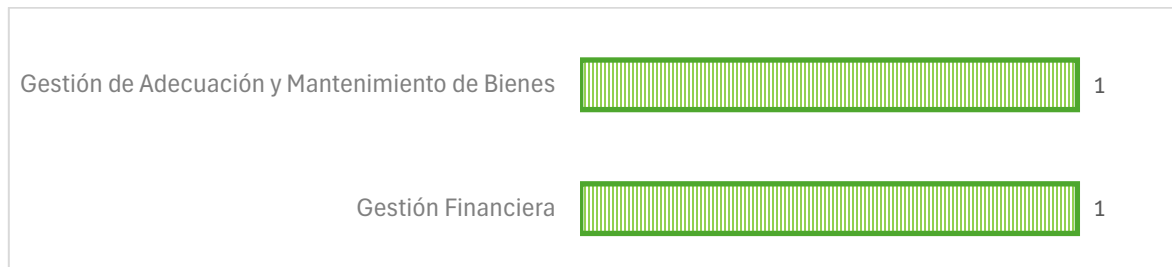 Gestión de Adecuación y Mantenimiento de Bienes 1
Gestión Financiera 1